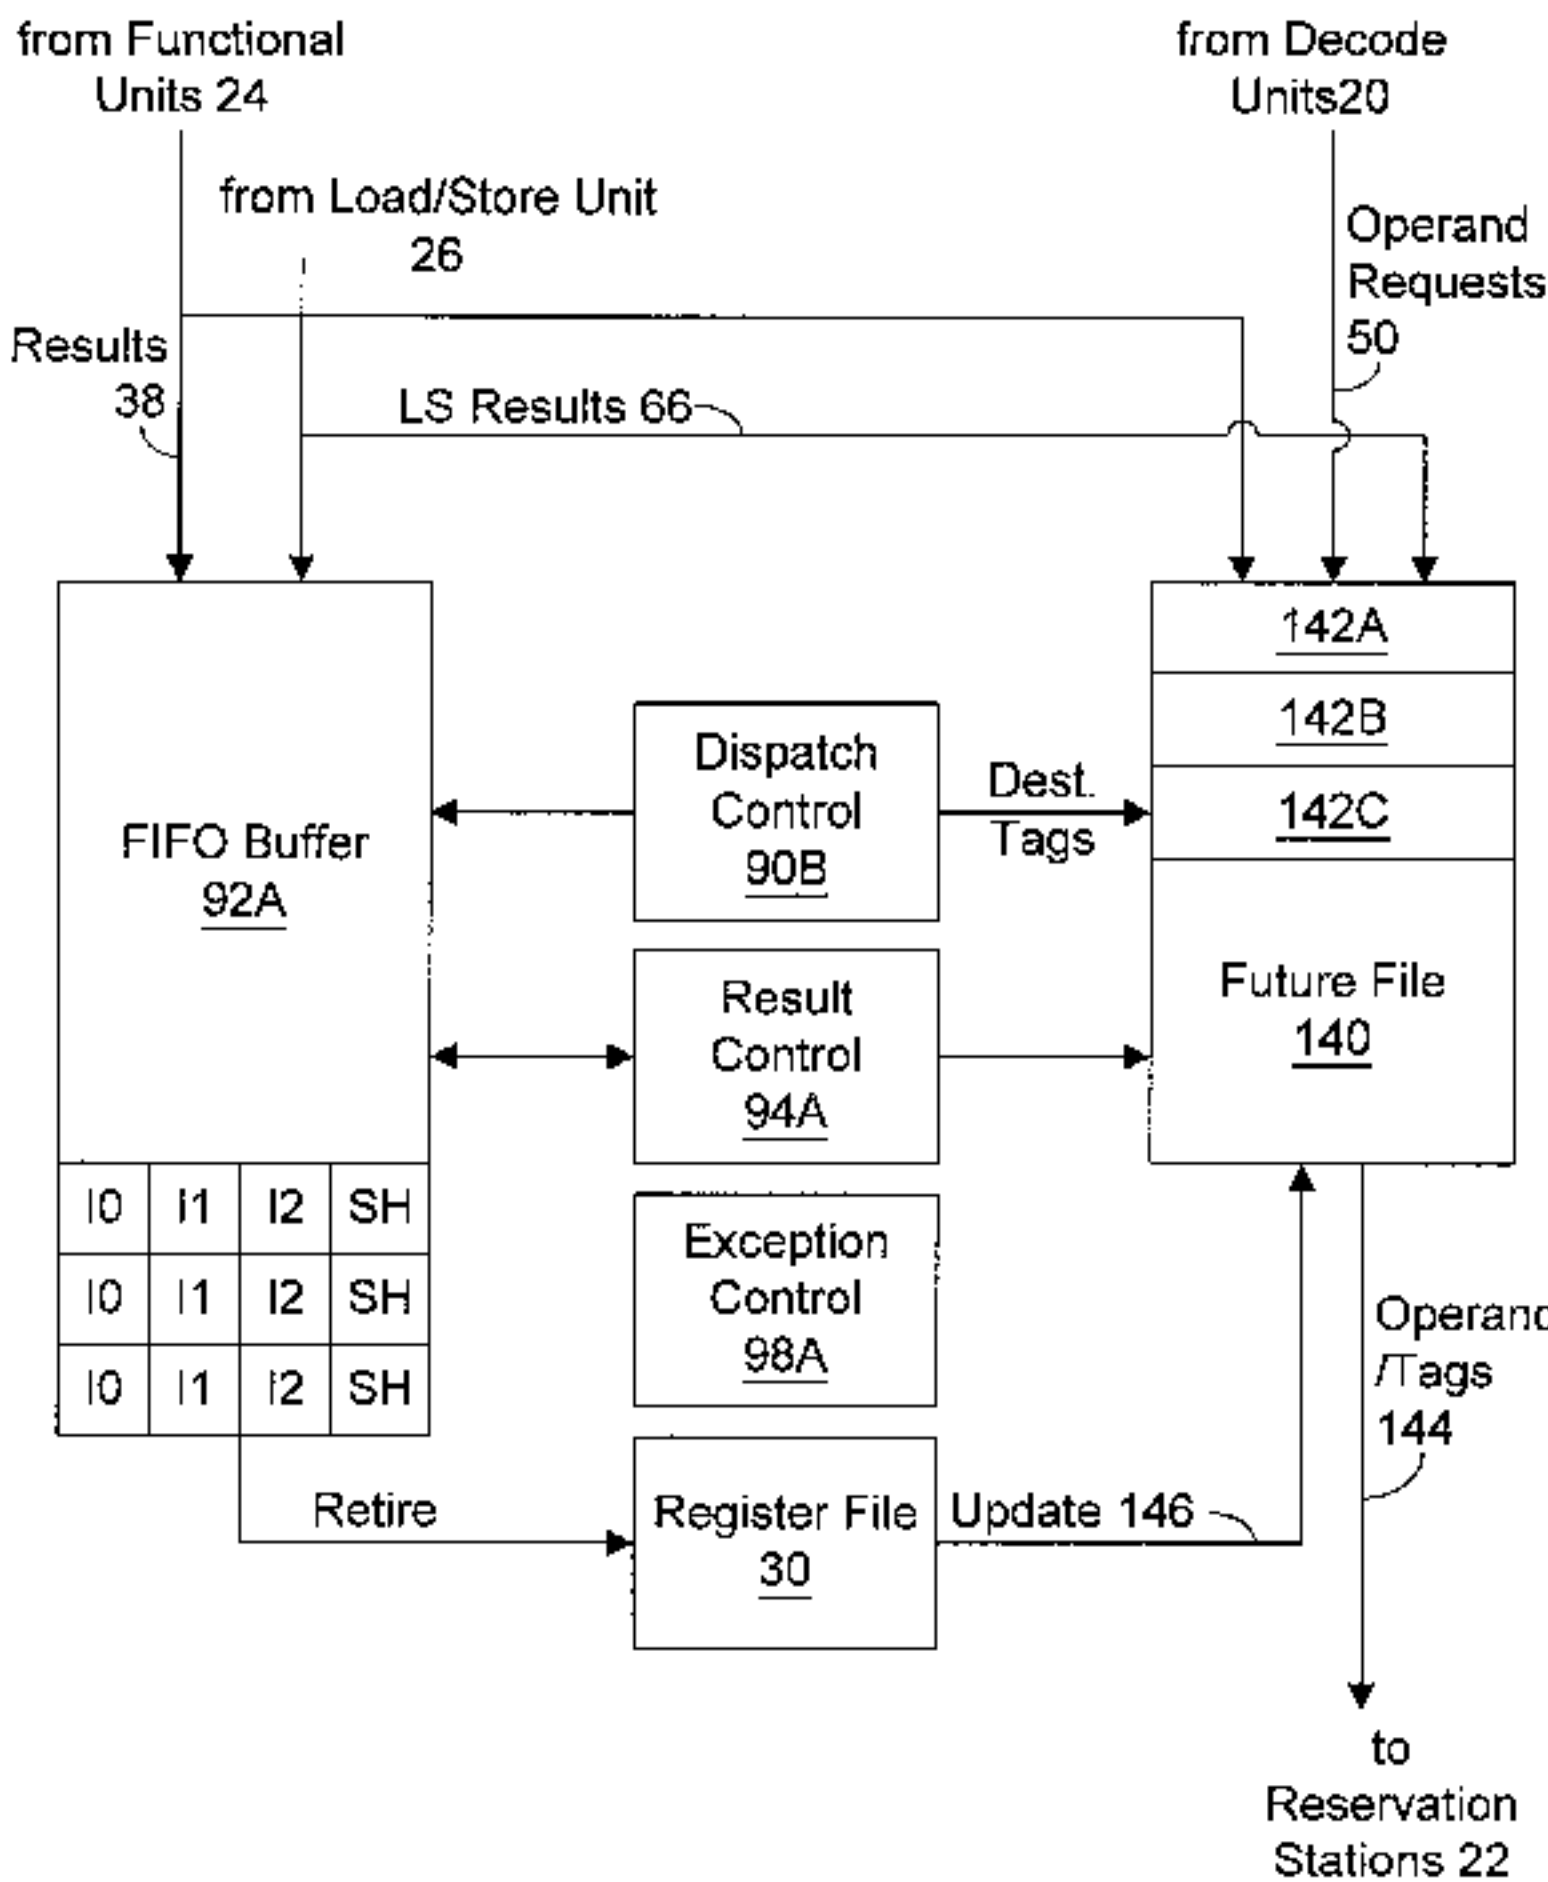 from Functional
Units 24
from Decode
Units20
from Load/Store Unit
26
Operand
Requests
50
Results
38
LS Results 66
142A
142B
142C
Dispatch
Control
90B
Dest.
Tags
FIFO Buffer
92A
Result
Control
94A
Future File
140
I0 I1 I2 SH
I0 I1 I2 SH
I0 I1 I2 SH
Exception
Control
98A
Operand
/Tags
144
Retire
Register File
30
Update 146
to
Reservation
Stations 22